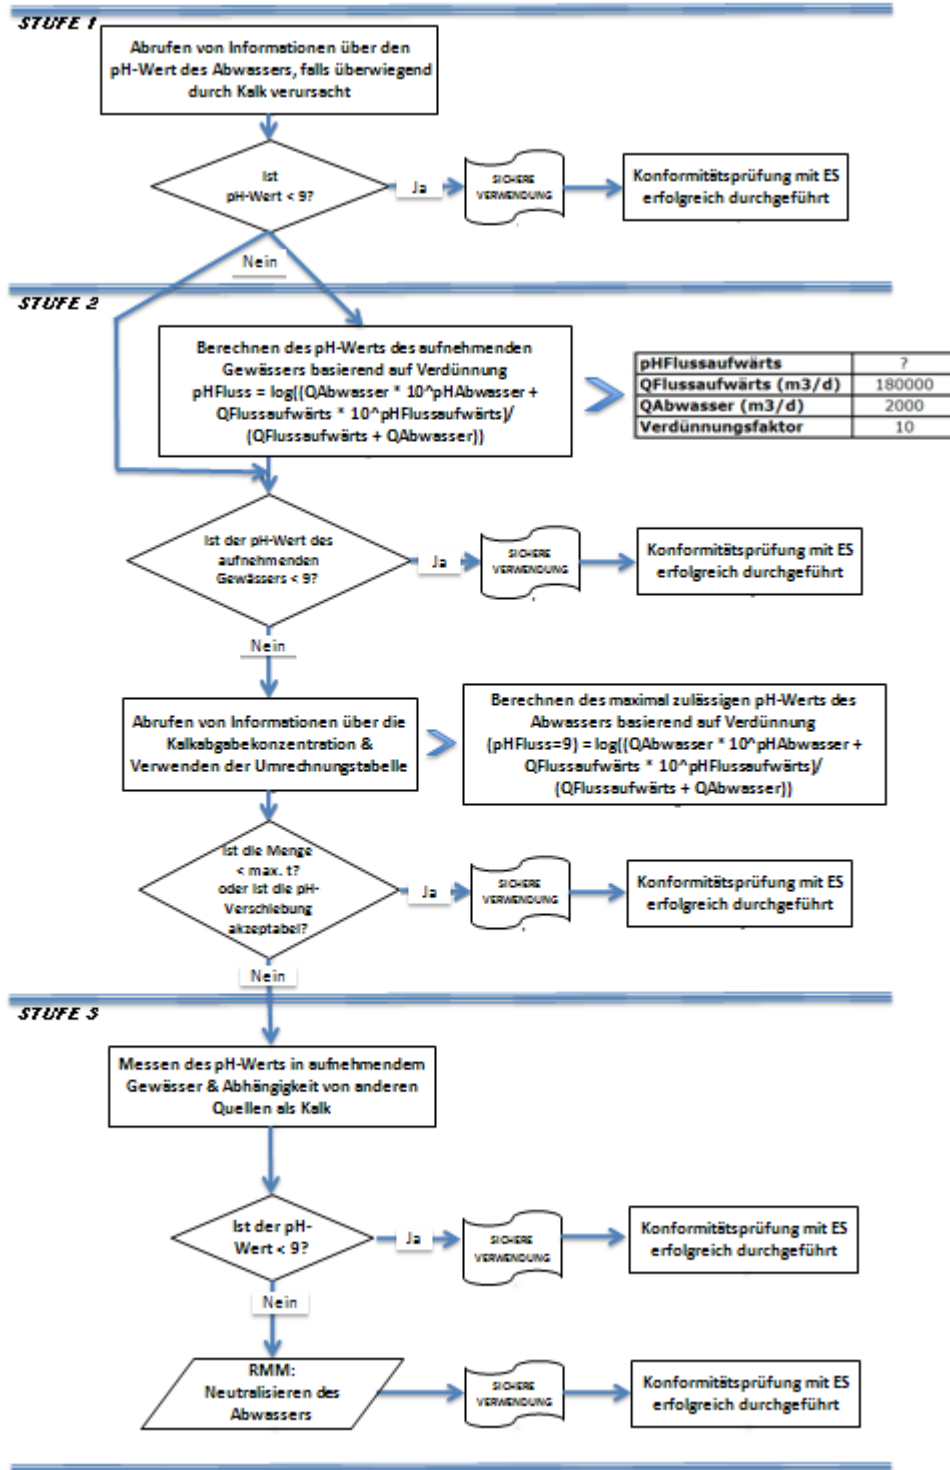 STUFE 1
Abrufen von Informationen über den
pH-Wert des Abwassers, falls überwiegend
durch Kalk verursacht
Ist
pH-Wert < 9?
Ja
SICHERE
VERWENDUNG
Konformitätsprüfung mit ES
erfolgreich durchgeführt
Nein
STUFE 2
Berechnen des pH-Werts des aufnehmenden
Gewässers basierend auf Verdünnung
pHFluss = log((QAbwasser * 10^pHAbwasser +
QFlussaufwärts * 10^pHFlussaufwärts)/
(QFlussaufwärts + QAbwasser))
pHFlussaufwärts ?
QFlussaufwärts (m3/d) 180000
QAbwasser (m3/d) 2000
Verdünnungsfaktor 10
Ist der pH-Wert des
aufnehmenden
Gewässers < 9?
Ja
SICHERE
VERWENDUNG
Konformitätsprüfung mit ES
erfolgreich durchgeführt
Nein
Abrufen von Informationen über die
Kalkabgabekonzentration &
Verwenden der Umrechnungstabelle
Berechnen des maximal zulässigen pH-Werts des
Abwassers basierend auf Verdünnung
(pHFluss=9) = log((QAbwasser * 10^pHAbwasser +
QFlussaufwärts * 10^pHFlussaufwärts)/
(QFlussaufwärts + QAbwasser))
Ist die Menge
< max. t?
oder ist die pH-
Verschiebung
akzeptabel?
Ja
SICHERE
VERWENDUNG
Konformitätsprüfung mit ES
erfolgreich durchgeführt
Nein
STUFE 3
Messen des pH-Werts in aufnehmendem
Gewässer & Abhängigkeit von anderen
Quellen als Kalk
Ist der pH-
Wert < 9?
Ja
SICHERE
VERWENDUNG
Konformitätsprüfung mit ES
erfolgreich durchgeführt
Nein
RMM:
Neutralisieren des
Abwassers
SICHERE
VERWENDUNG
Konformitätsprüfung mit ES
erfolgreich durchgeführt